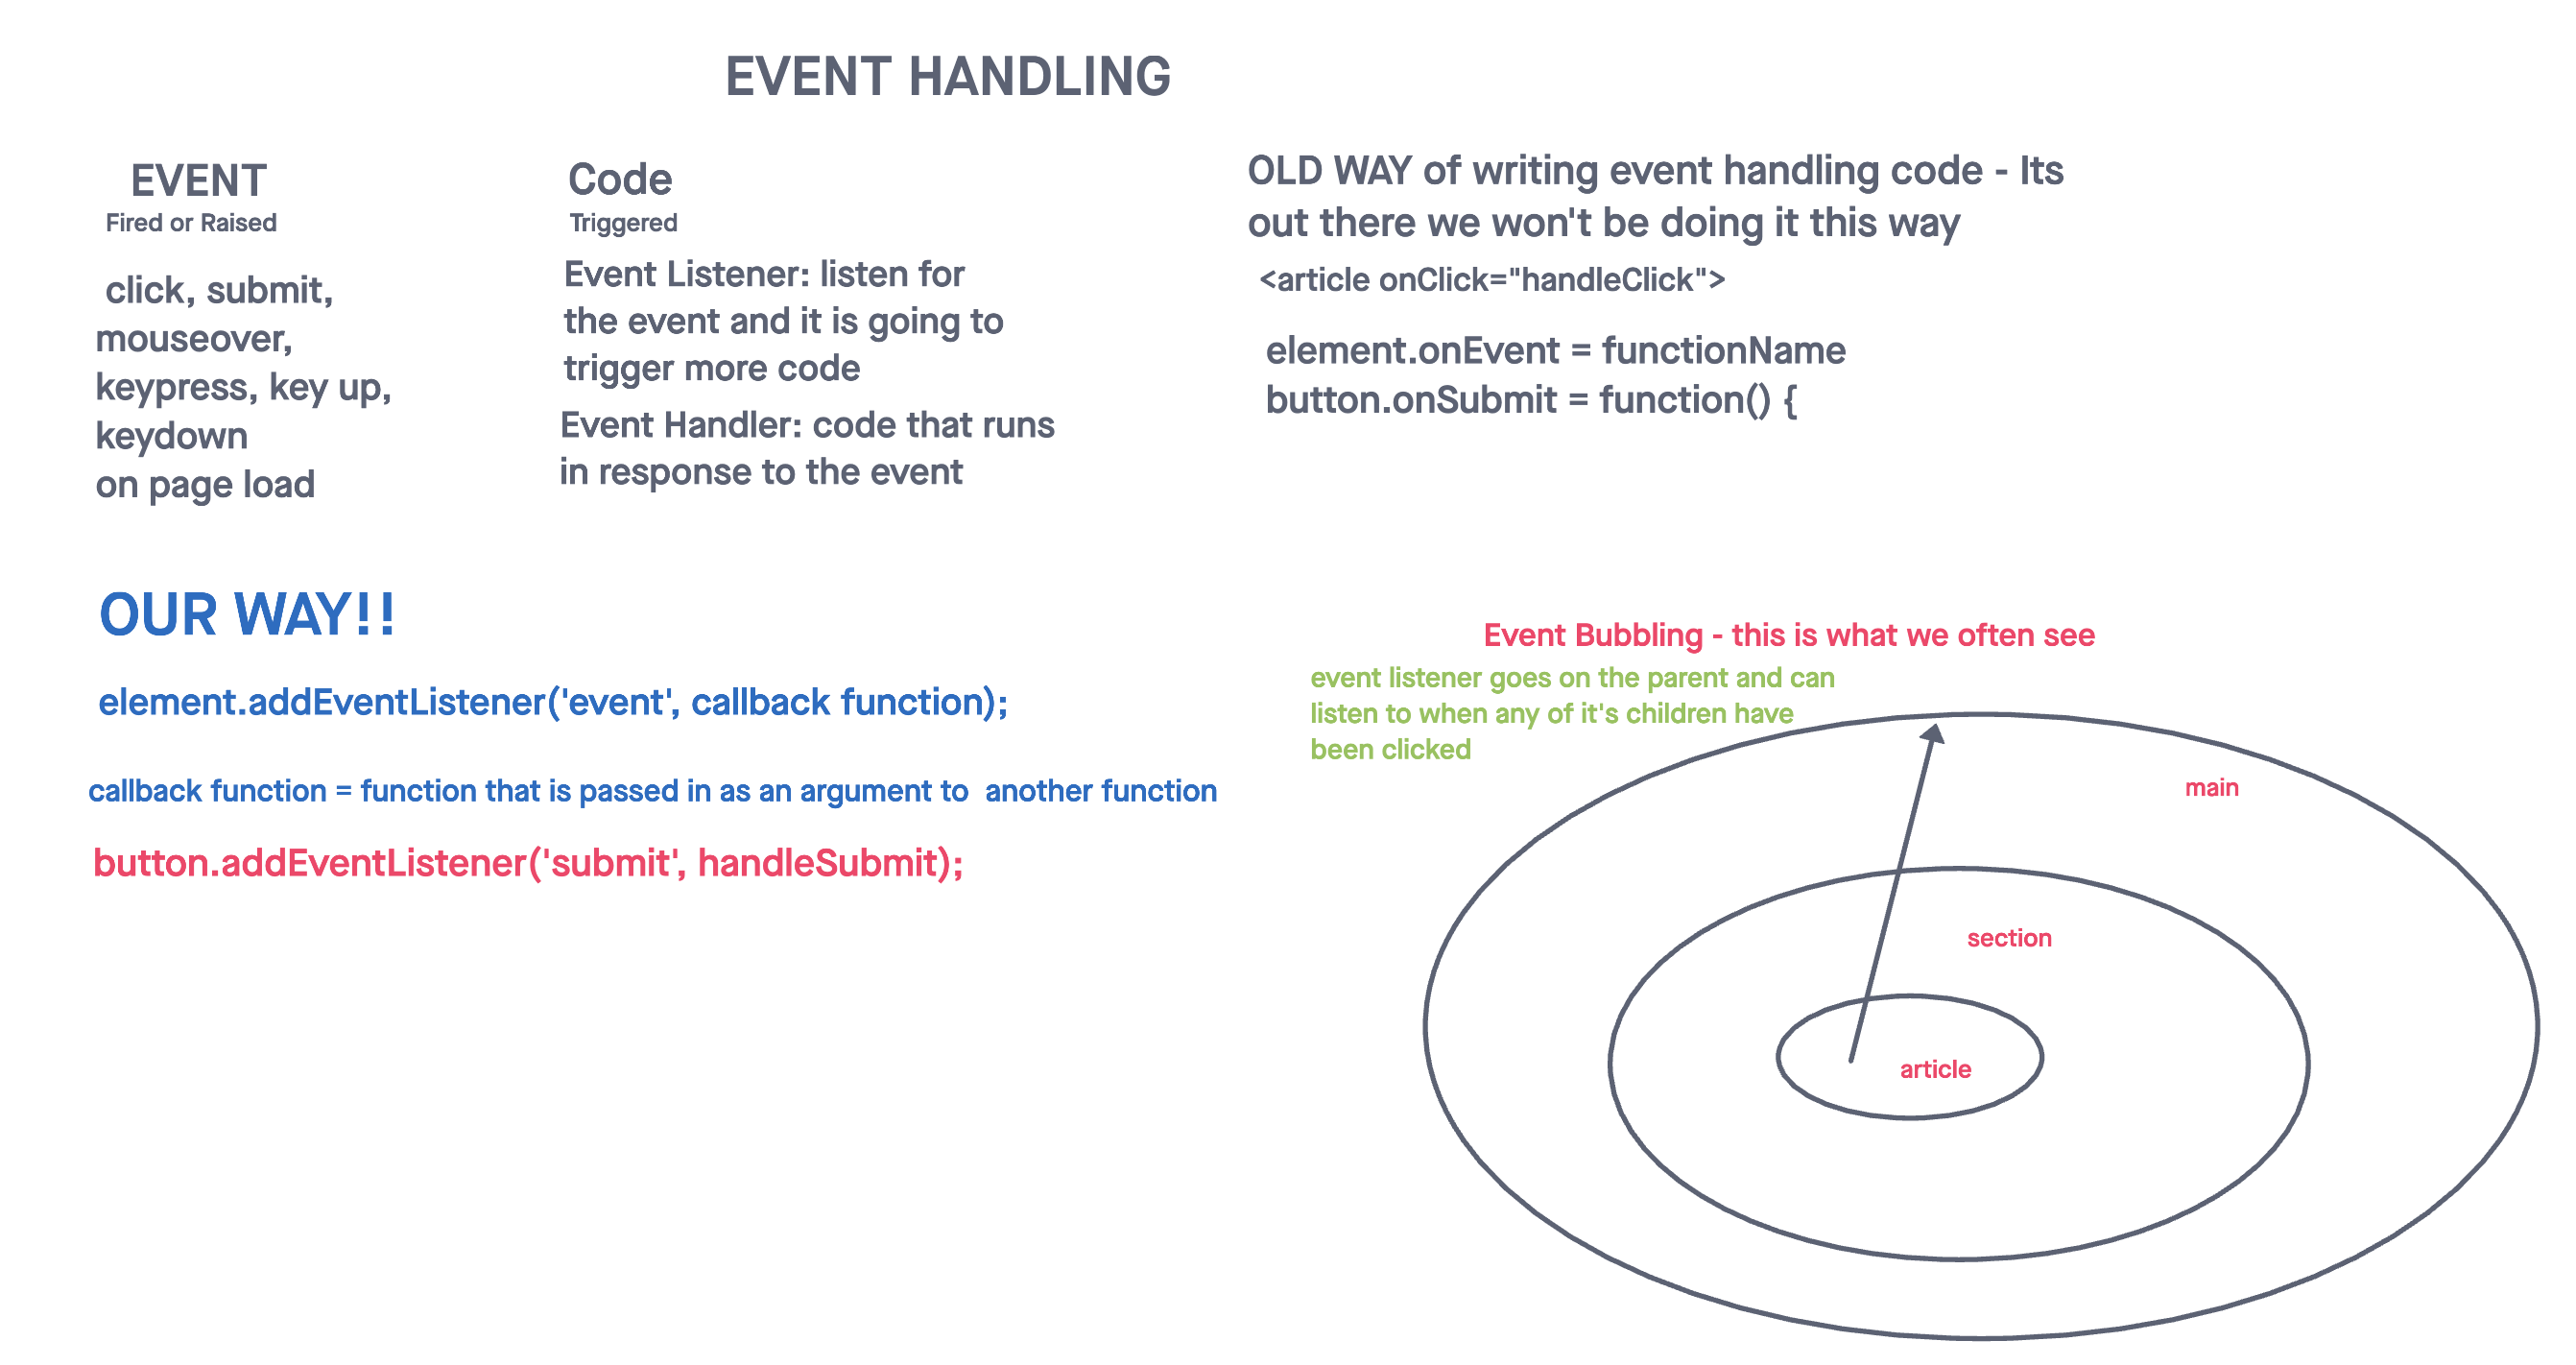 EVENT HANDLING
EVENT
Fired or Raised
click, submit,
mouseover,
keypress, key up,
keydown
on page load
Code
Triggered
Event Listener: listen for
the event and it is going to
trigger more code
Event Handler: code that runs
in response to the event
OLD WAY of writing event handling code - Its
out there we won't be doing it this way
<article onClick="handleClick">
element.onEvent = functionName
button.onSubmit = function() {
OUR WAY!!
element.addEventListener('event', callback function);
callback function = function that is passed in as an argument to  another function
button.addEventListener('submit', handleSubmit);
Event Bubbling - this is what we often see
event listener goes on the parent and can
listen to when any of it's children have
been clicked
main
section
article